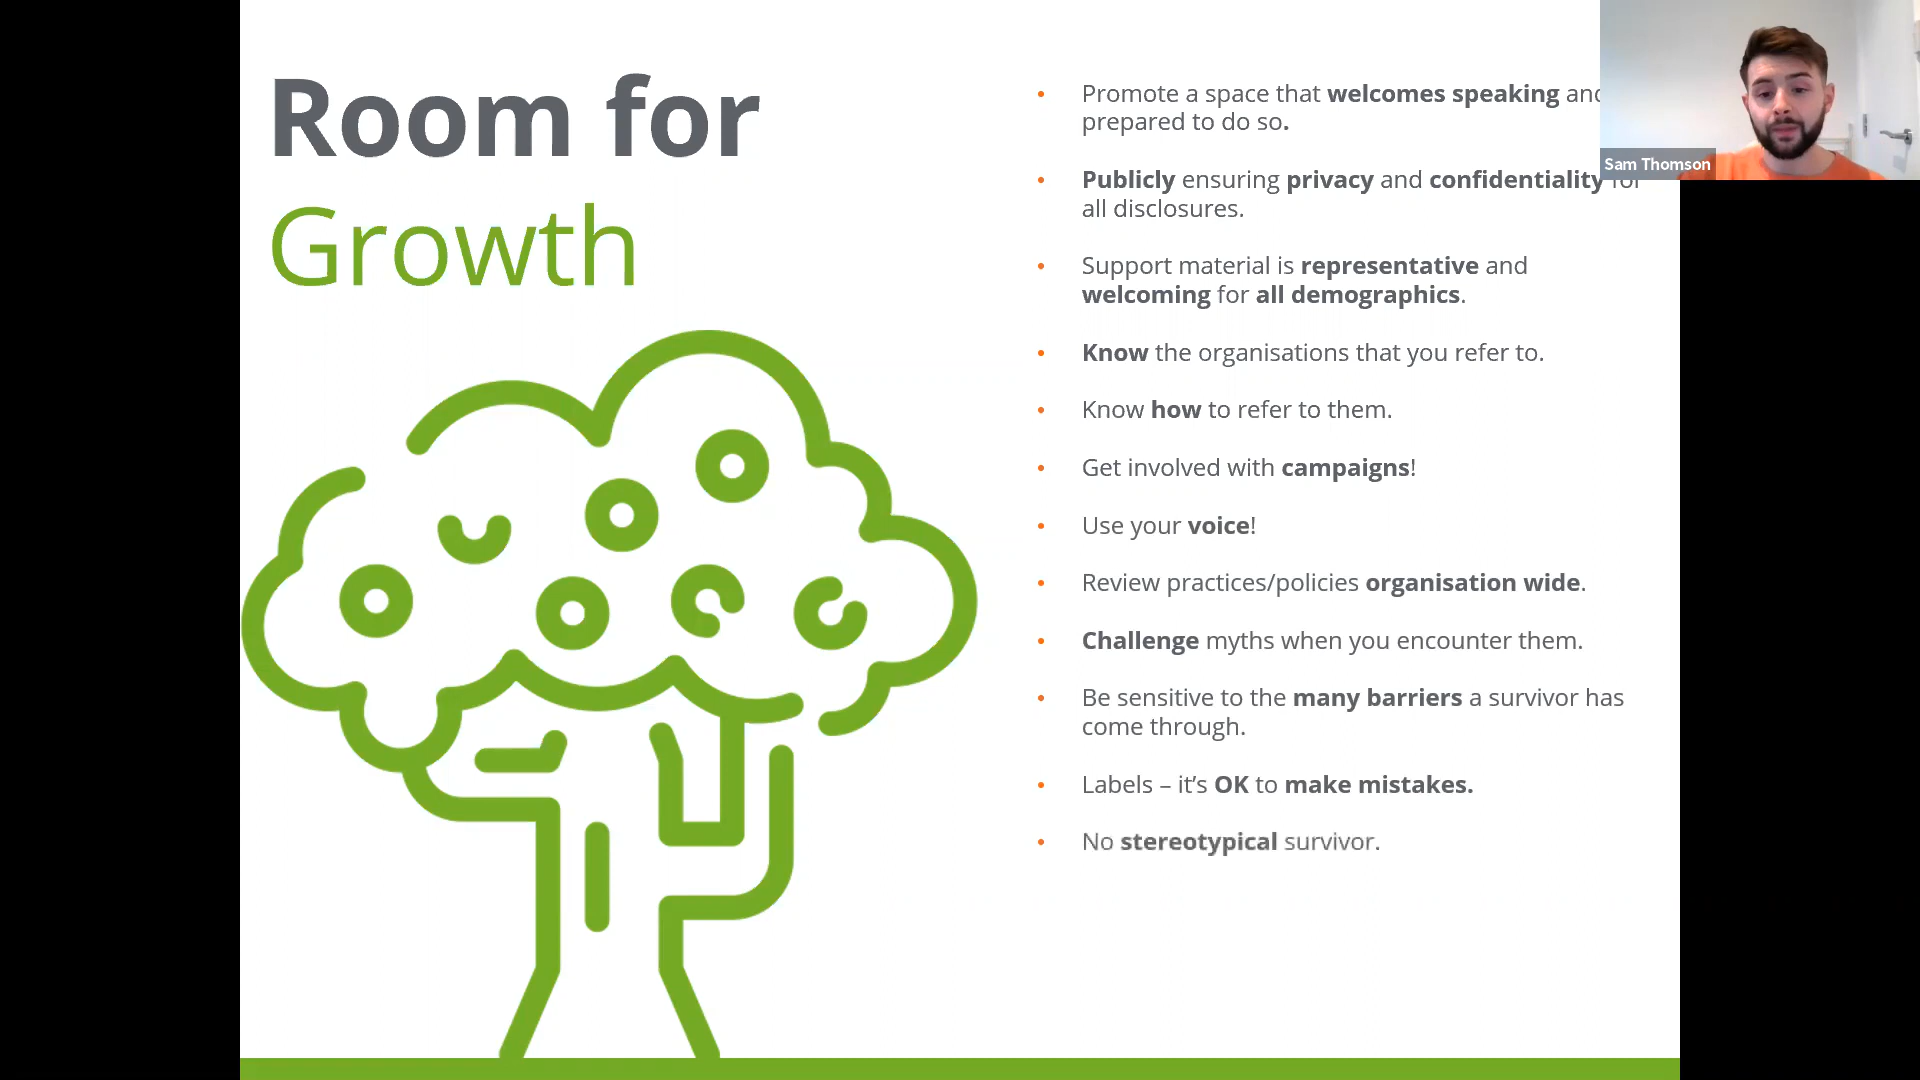 Room for
Growth
Promote a space that welcomes speaking and
prepared to do so.
Publicly ensuring privacy and confidentiality for
all disclosures.
Support material is representative and
welcoming for all demographics.
Know the organisations that you refer to.
Know how to refer to them.
Get involved with campaigns!
Use your voice!
Review practices/policies organisation wide.
Challenge myths when you encounter them.
Be sensitive to the many barriers a survivor has
come through.
Labels – it’s OK to make mistakes.
No stereotypical survivor.
Sam Thomson